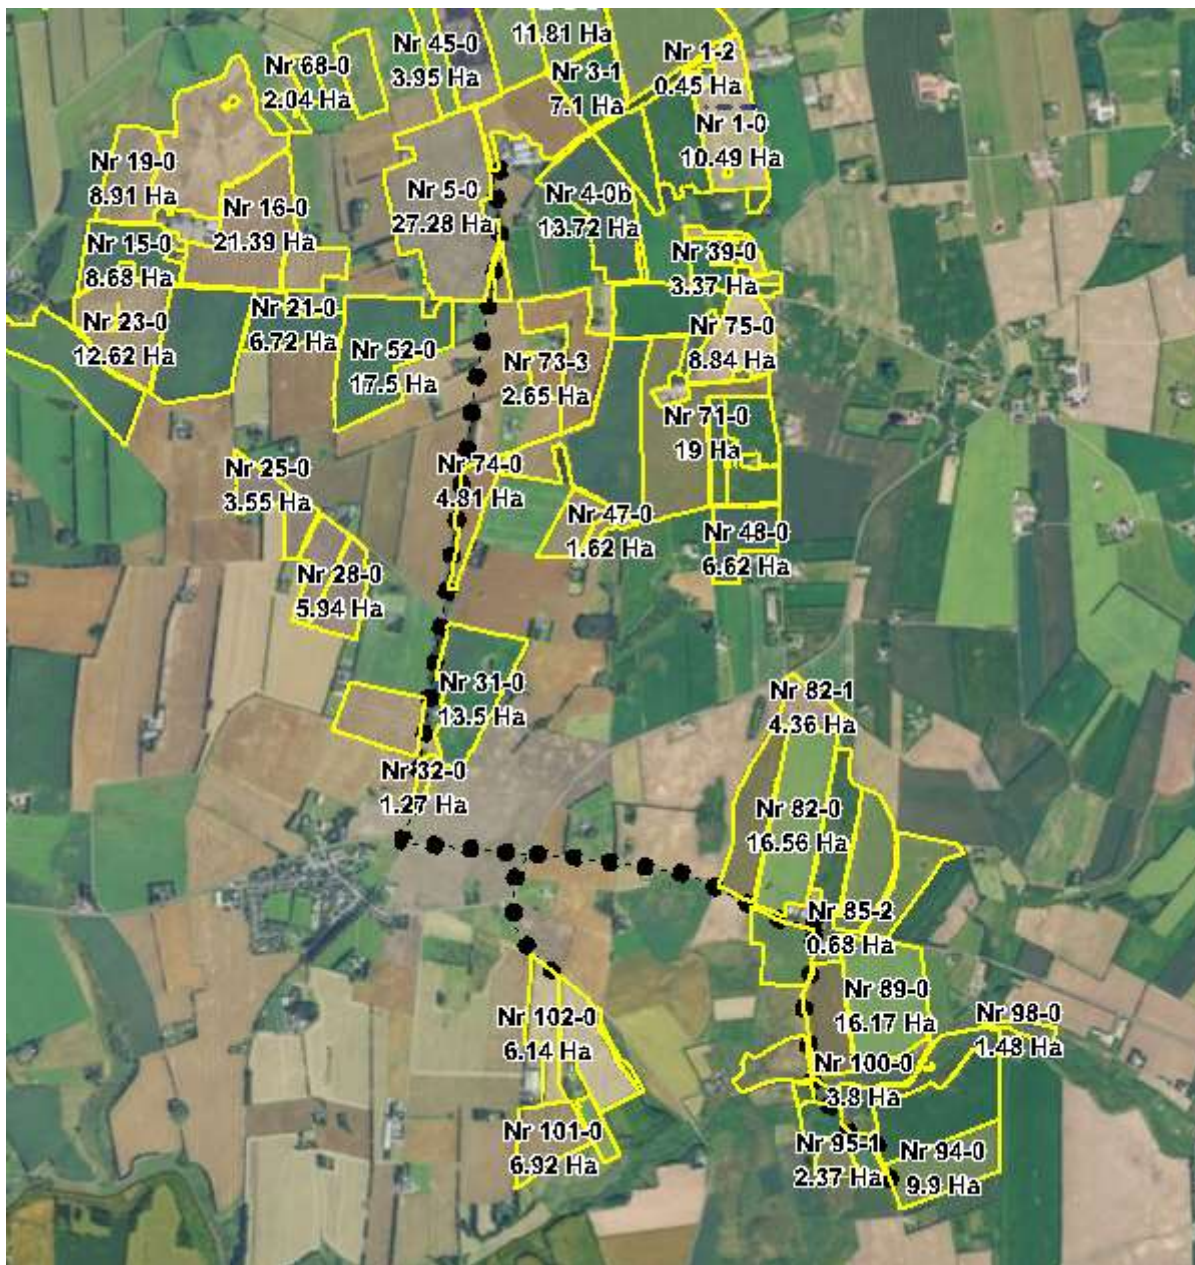 11.81 Ha
Nr 45-0
3.95 Ha
Nr 1-2
0.45 Ha
Nr 68-0
2.04 Ha
Nr 3-1
7.1 Ha
Nr 1-0
10.49 Ha
Nr 19-0
8.91 Ha
Nr 5-0
27.28 Ha
Nr 4-0b
13.72 Ha
Nr 16-0
21.39 Ha
Nr 15-0
8.68 Ha
Nr 39-0
3.37 Ha
Nr 21-0
6.72 Ha
Nr 23-0
12.62 Ha
Nr 75-0
8.84 Ha
Nr 52-0
17.5 Ha
Nr 73-3
2.65 Ha
Nr 71-0
19 Ha
Nr 25-0
3.55 Ha
Nr 74-0
4.81 Ha
Nr 47-0
1.62 Ha
Nr 48-0
6.62 Ha
Nr 28-0
5.94 Ha
Nr 31-0
13.5 Ha
Nr 82-1
4.36 Ha
Nr 32-0
1.27 Ha
Nr 82-0
16.56 Ha
Nr 85-2
0.68 Ha
Nr 89-0
16.17 Ha
Nr 98-0
1.48 Ha
Nr 102-0
6.14 Ha
Nr 100-0
3.8 Ha
Nr 101-0
6.92 Ha
Nr 95-1
2.37 Ha
Nr 94-0
9.9 Ha